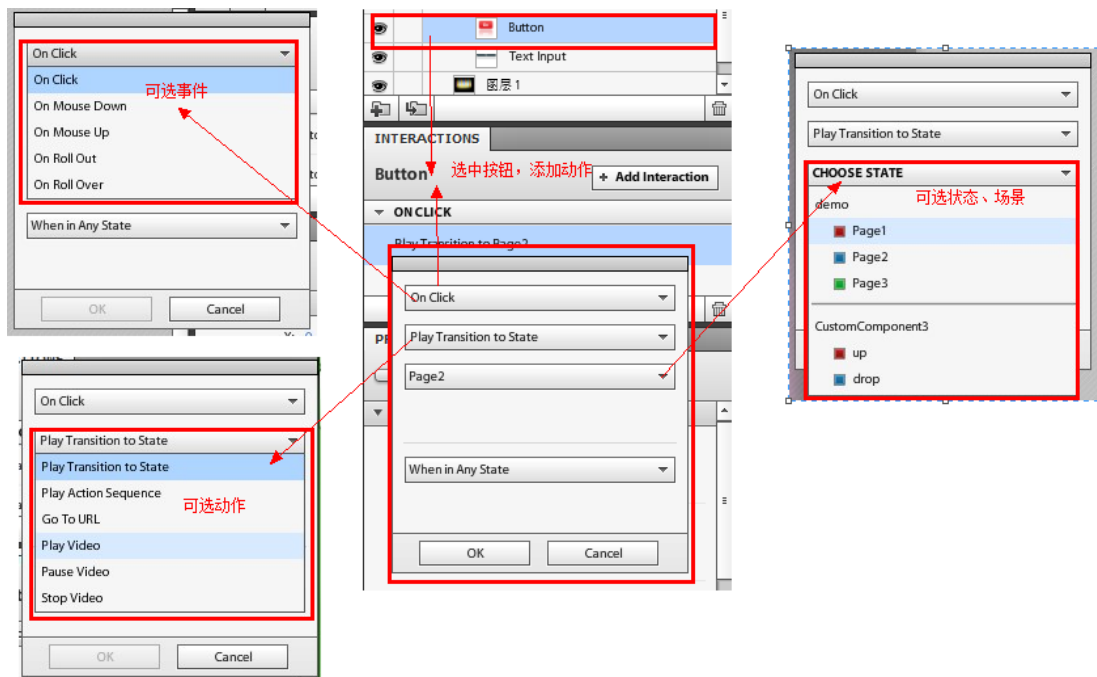 On Click
On Click
可选事件
On Mouse Down
On Mouse Up
On Roll Out
On Roll Over
When in Any State
OK
Cancel
On Click
Play Transition to State
Play Transition to State
Play Action Sequence
可选动作
Go To URL
Play Video
Pause Video
Stop Video
OK
Cancel
Button
Text Input
图层 1
INTERACTIONS
Button
选中按钮，添加动作
+ Add Interaction
ON CLICK
Play Transition to Page2
On Click
Play Transition to State
Page2
When in Any State
OK
Cancel
On Click
Play Transition to State
CHOOSE STATE
可选状态、场景
demo
Page1
Page2
Page3
CustomComponent3
up
drop